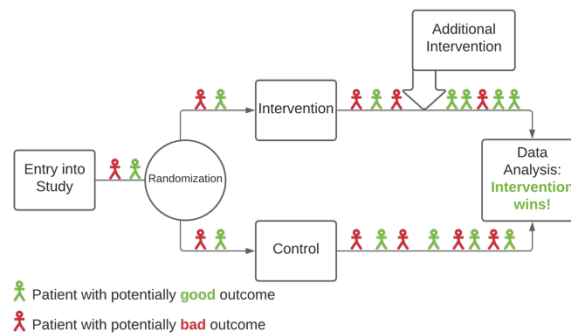 Additional
Intervention
Intervention
Entry into
Study
Randomization
Data
Analysis:
Intervention
wins!
Control
Patient with potentially good outcome
Patient with potentially bad outcome